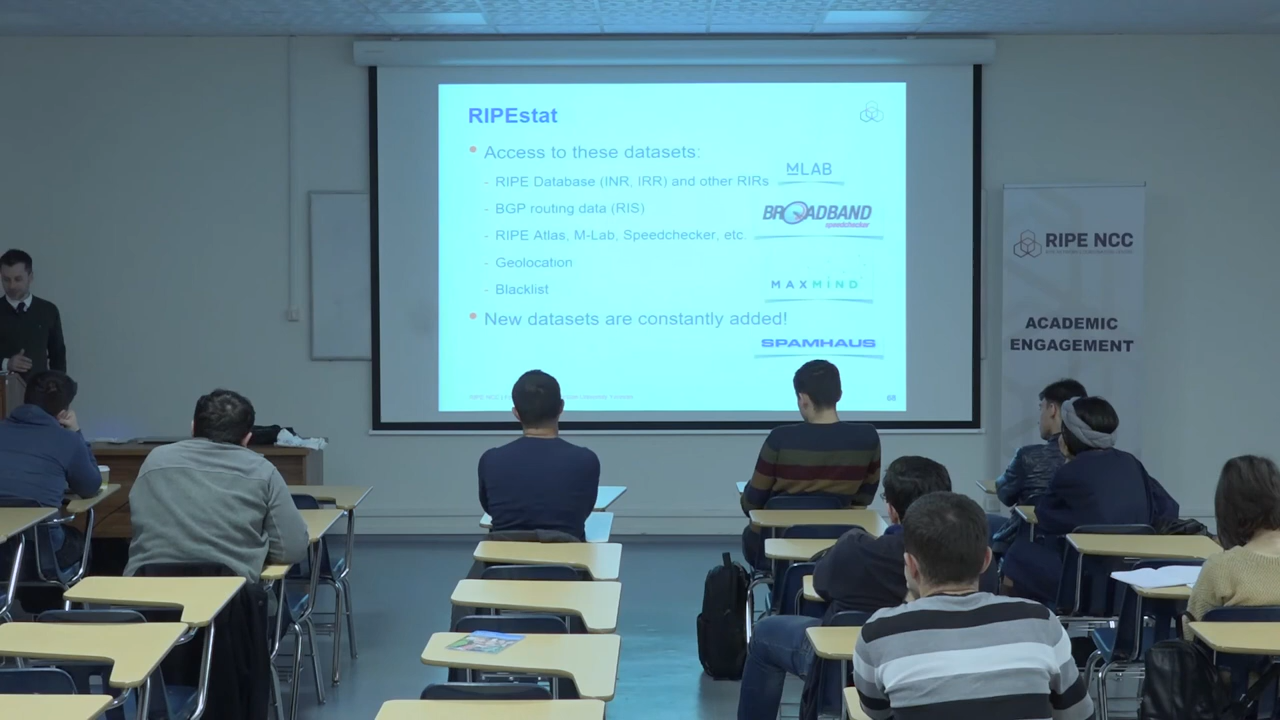 RIPEstat
Access to these datasets:
- RIPE Database (INR, IRR) and other RIRs
- BGP routing data (RIS)
- RIPE Atlas, M-Lab, Speedchecker, etc.
- Geolocation
- Blacklist
New datasets are constantly added!
MLAB
BROADBAND
speedchecker
MAXMIND
SPAMHAUS
68
RIPE NCC
ACADEMIC
ENGAGEMENT